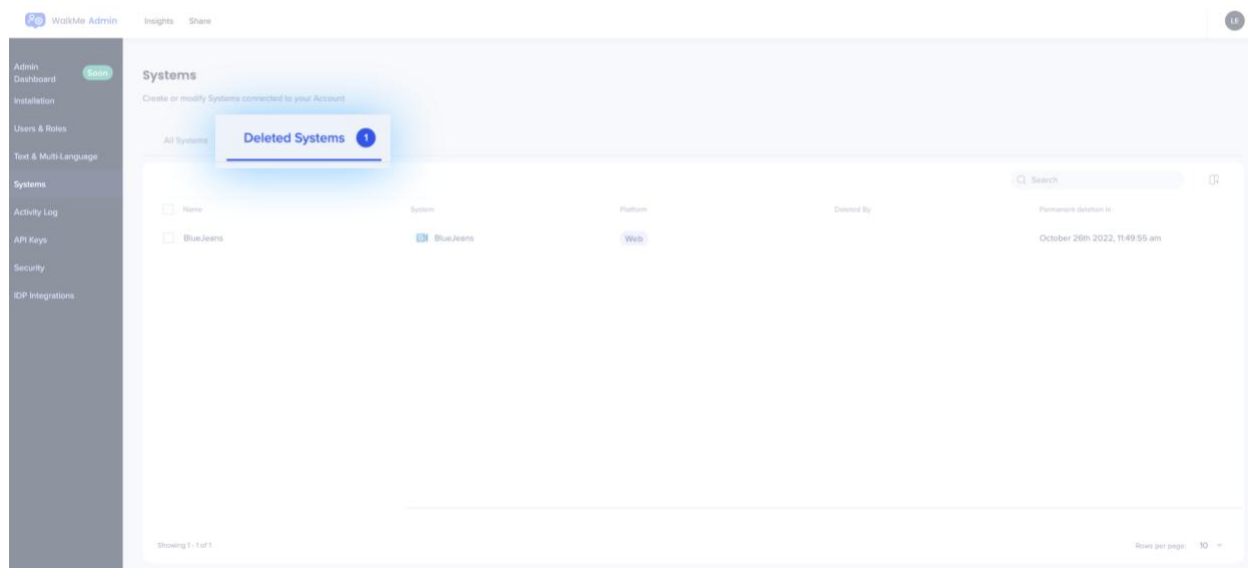 WalkMe Admin
Insights Share
LE
Admin
Dashboard
Soon
Installation
Users & Roles
Text & Multi-Language
Systems
Activity Log
API Keys
Security
IDP Integrations
Systems
Create or modify Systems connected to your Account
All Systems
Deleted Systems 1
Search
Name System Platform Deleted By Permanent deletion in
BlueJeans BlueJeans Web October 26th 2022, 11:49:55 am
Showing 1 - 1 of 1
Rows per page: 10